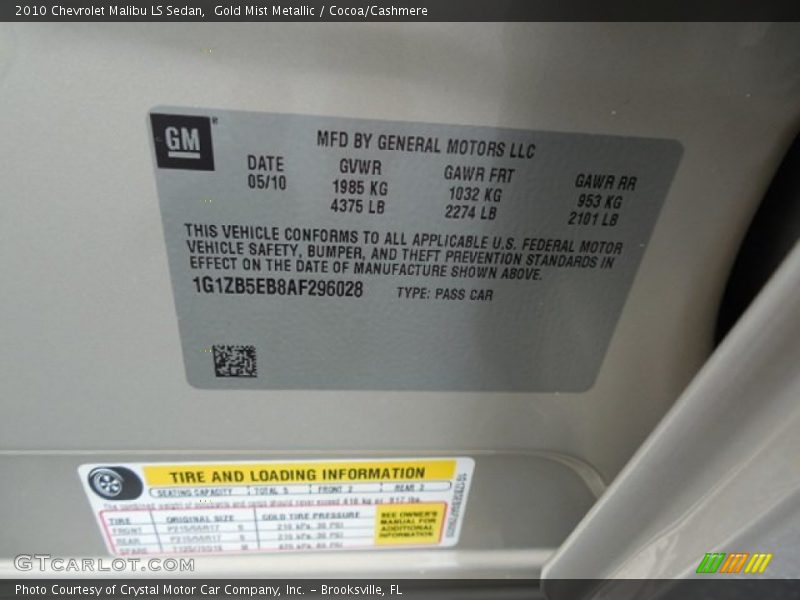 2010 Chevrolet Malibu LS Sedan, Gold Mist Metallic / Cocoa/Cashmere
GM
MFD BY GENERAL MOTORS LLC
DATE GVWR GAWR FRT GAWR RR
05/10 1985 KG 1032 KG 953 KG
4375 LB 2274 LB 2101 LB
THIS VEHICLE CONFORMS TO ALL APPLICABLE U.S. FEDERAL MOTOR
VEHICLE SAFETY, BUMPER, AND THEFT PREVENTION STANDARDS IN
EFFECT ON THE DATE OF MANUFACTURE SHOWN ABOVE.
1G1ZB5EB8AF296028 TYPE: PASS CAR
TIRE AND LOADING INFORMATION
SEATING CAPACITY TOTAL 5 FRONT 2 REAR 3
TIRE ORIGINAL SIZE COLD TIRE PRESSURE
FRONT
REAR
SPARE
SEE OWNER'S
MANUAL FOR
ADDITIONAL
INFORMATION
GTCARLOT.COM
Photo Courtesy of Crystal Motor Car Company, Inc. – Brooksville, FL